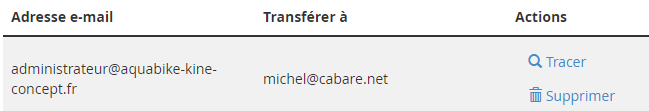 Adresse e-mail Transférer à Actions
administrateur@aquabike-kine-
concept.fr
michel@cabare.net
Tracer
Supprimer